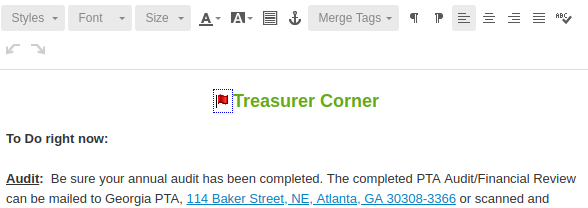 Styles Font Size A A Merge Tags ABC
Treasurer Corner
To Do right now:
Audit: Be sure your annual audit has been completed. The completed PTA Audit/Financial Review
can be mailed to Georgia PTA, 114 Baker Street, NE, Atlanta, GA 30308-3366 or scanned and